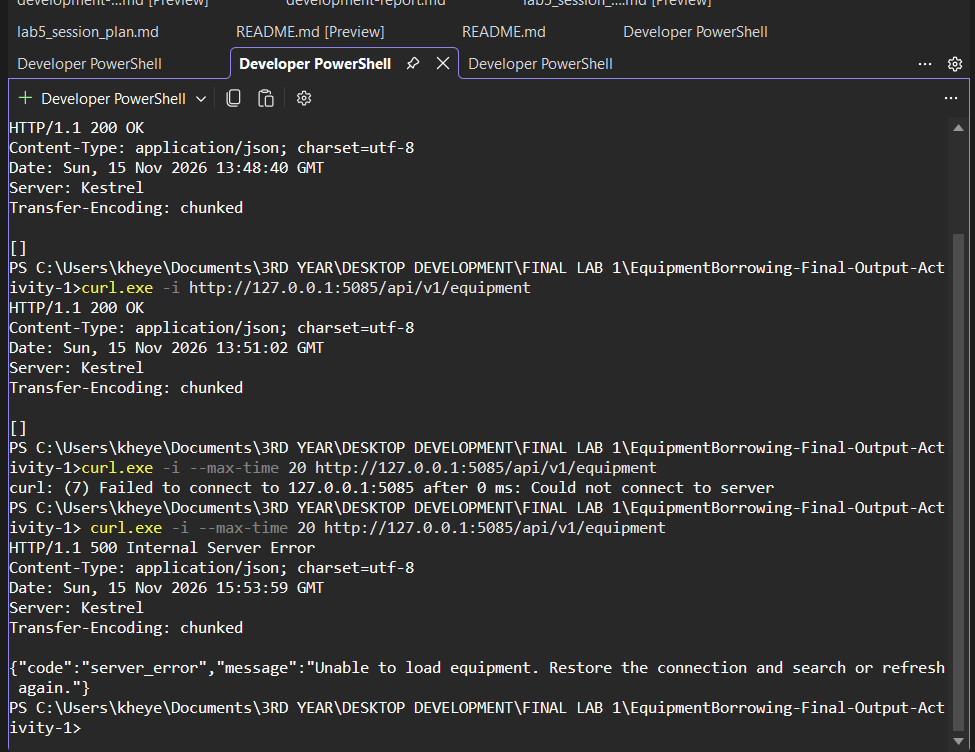 development-...md [Preview] development-report.md lab5_session_....md [Preview]
lab5_session_plan.md README.md [Preview] README.md Developer PowerShell
Developer PowerShell Developer PowerShell Developer PowerShell
Developer PowerShell
HTTP/1.1 200 OK
Content-Type: application/json; charset=utf-8
Date: Sun, 15 Nov 2026 13:48:40 GMT
Server: Kestrel
Transfer-Encoding: chunked
[]
PS C:\Users\kheye\Documents\3RD YEAR\DESKTOP DEVELOPMENT\FINAL LAB 1\EquipmentBorrowing-Final-Output-Act
ivity-1>curl.exe -i http://127.0.0.1:5085/api/v1/equipment
HTTP/1.1 200 OK
Content-Type: application/json; charset=utf-8
Date: Sun, 15 Nov 2026 13:51:02 GMT
Server: Kestrel
Transfer-Encoding: chunked
[]
PS C:\Users\kheye\Documents\3RD YEAR\DESKTOP DEVELOPMENT\FINAL LAB 1\EquipmentBorrowing-Final-Output-Act
ivity-1>curl.exe -i --max-time 20 http://127.0.0.1:5085/api/v1/equipment
curl: (7) Failed to connect to 127.0.0.1:5085 after 0 ms: Could not connect to server
PS C:\Users\kheye\Documents\3RD YEAR\DESKTOP DEVELOPMENT\FINAL LAB 1\EquipmentBorrowing-Final-Output-Act
ivity-1> curl.exe -i --max-time 20 http://127.0.0.1:5085/api/v1/equipment
HTTP/1.1 500 Internal Server Error
Content-Type: application/json; charset=utf-8
Date: Sun, 15 Nov 2026 15:53:59 GMT
Server: Kestrel
Transfer-Encoding: chunked
{"code":"server_error","message":"Unable to load equipment. Restore the connection and search or refresh
 again."}
PS C:\Users\kheye\Documents\3RD YEAR\DESKTOP DEVELOPMENT\FINAL LAB 1\EquipmentBorrowing-Final-Output-Act
ivity-1>